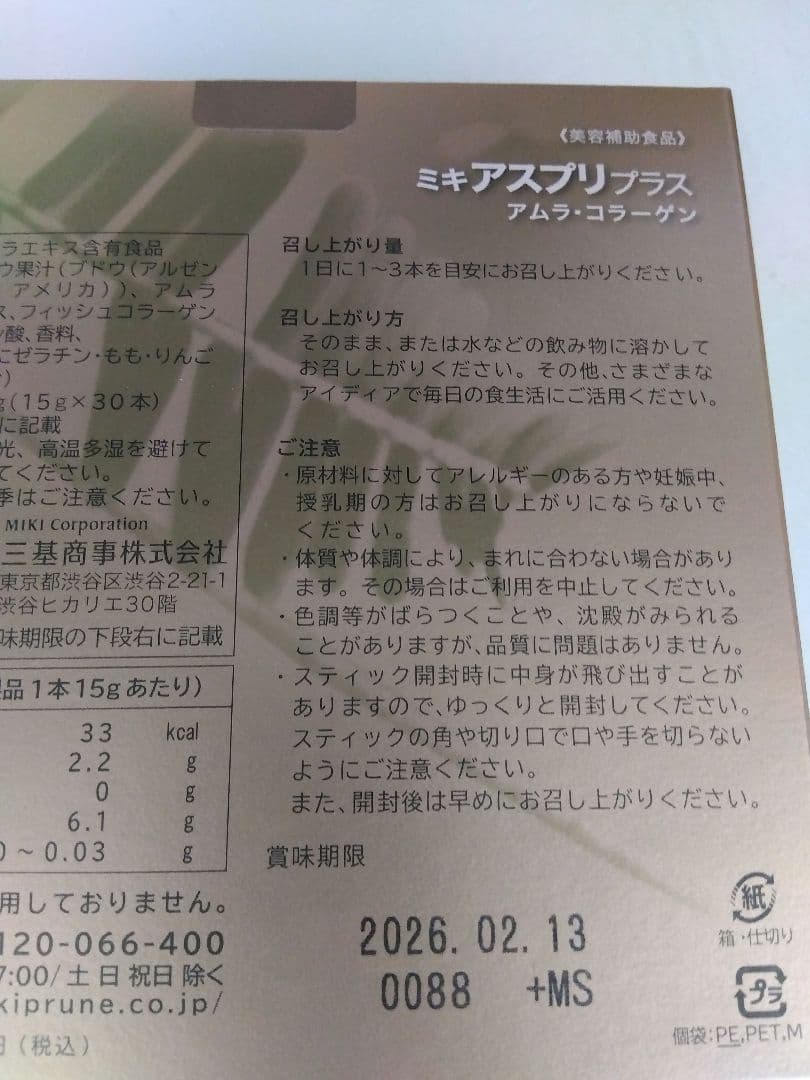 《美容補助食品》
ミキアスプリプラス
アムラ・コラーゲン
ラエキス含有食品
ウ果汁(ブドウ(アルゼン
アメリカ))、アムラ
ス、フィッシュコラーゲン
酸、香料、
にゼラチン・もも・りんご
)
g(15g×30本)
に記載
光、高温多湿を避けて
てください。
季はご注意ください。
MIKI Corporation
三基商事株式会社
東京都渋谷区渋谷2-21-1
渋谷ヒカリエ30階
味期限の下段右に記載
品1本15gあたり)
33 kcal
2.2 g
0 g
6.1 g
0~0.03 g
用しておりません。
120-066-400
7:00/土日祝日除く
kiprune.co.jp/
円(税込)
召し上がり量
1日に1~3本を目安にお召し上がりください。
召し上がり方
そのまま、または水などの飲み物に溶かして
お召し上がりください。その他、さまざまな
アイディアで毎日の食生活にご活用ください。
ご注意
・原材料に対してアレルギーのある方や妊娠中、
授乳期の方はお召し上がりにならないで
ください。
・体質や体調により、まれに合わない場合があり
ます。その場合はご利用を中止してください。
・色調等がばらつくことや、沈殿がみられる
ことがありますが、品質に問題はありません。
・スティック開封時に中身が飛び出すことが
ありますので、ゆっくりと開封してください。
スティックの角や切り口で口や手を切らない
ようにご注意ください。
また、開封後は早めにお召し上がりください。
賞味期限
2026.02.13
0088 +MS
紙
箱・仕切り
プラ
個袋:PE,PET,M